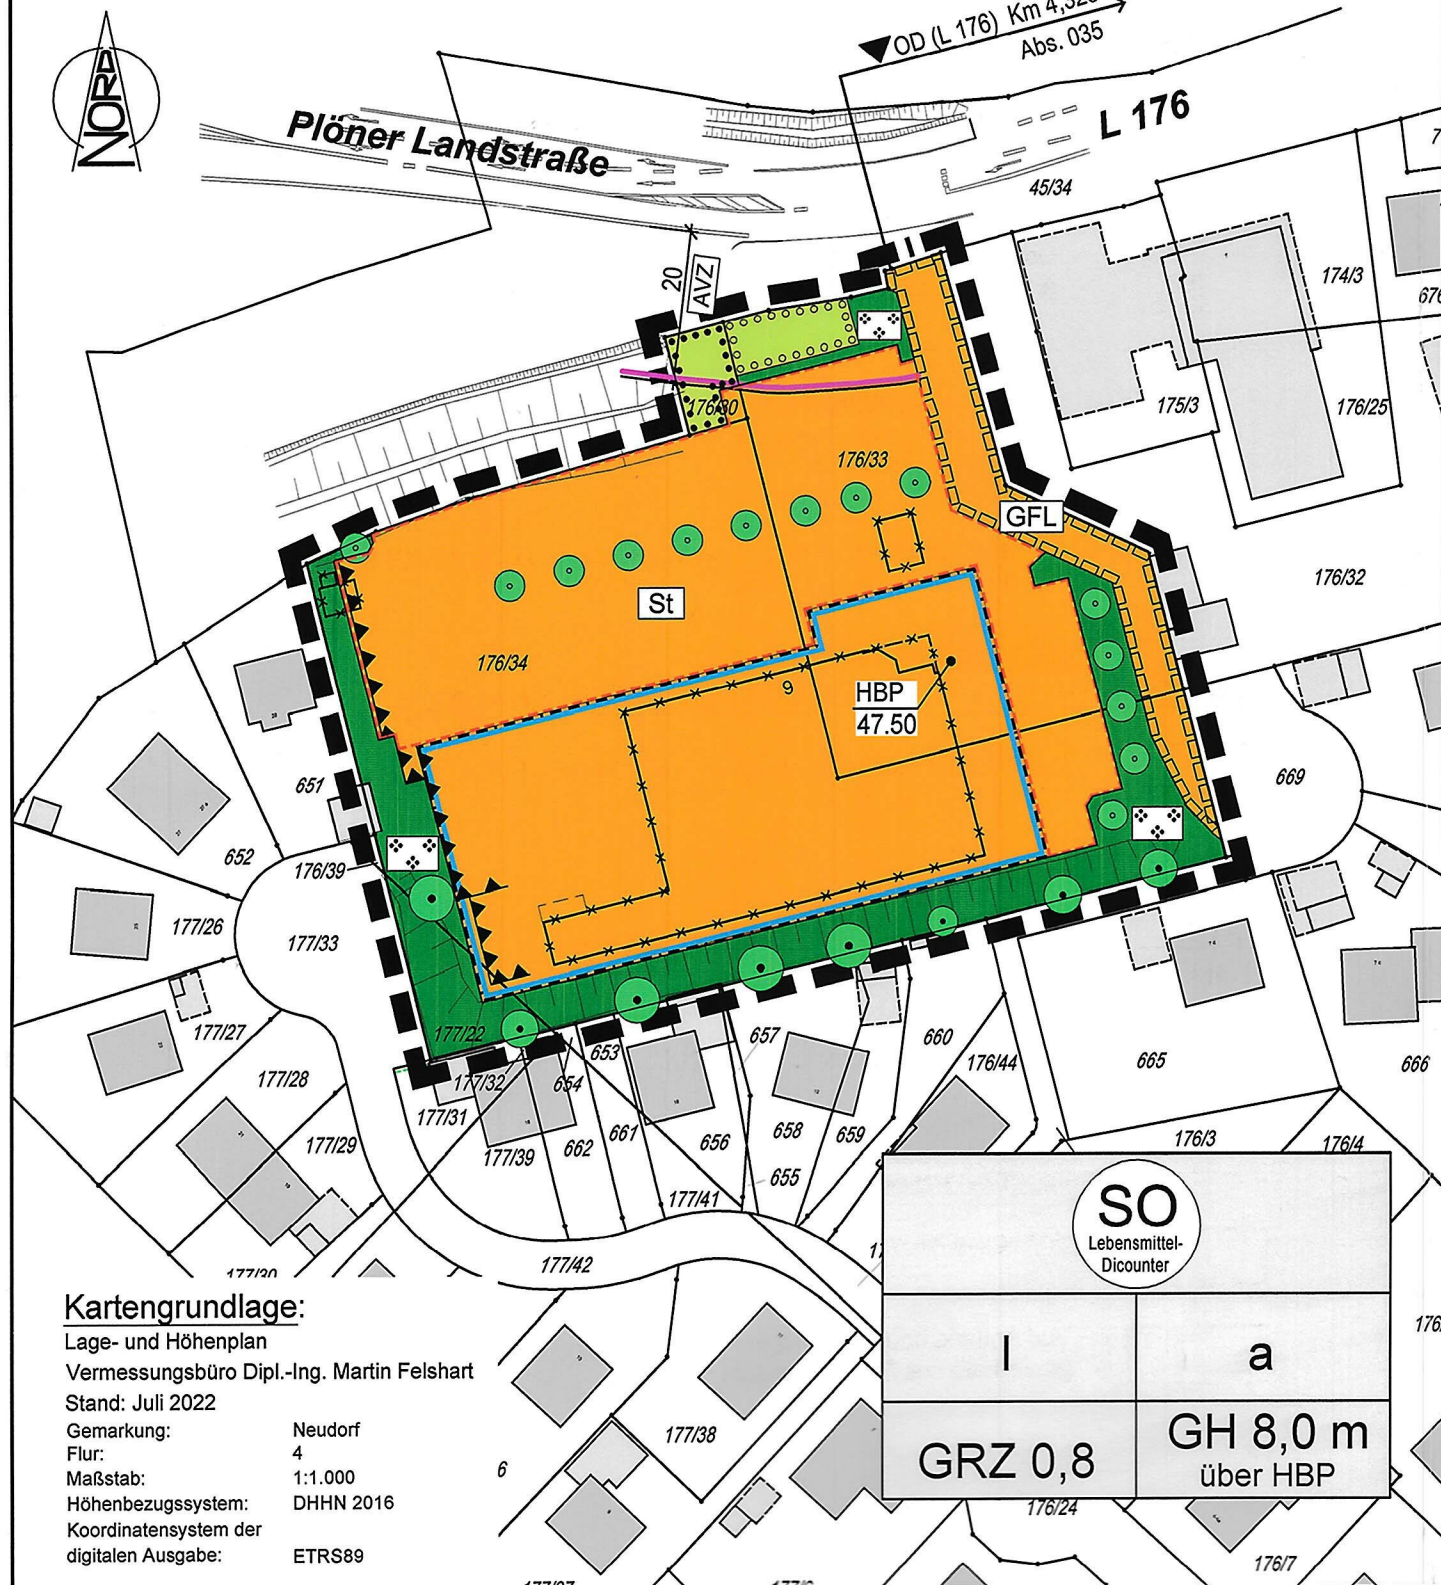 NORD
OD (L 176) Km
Abs. 035
Plöner Landstraße
L 176
45/34
20
AVZ
174/3
175/3
176/25
176/80
176/33
GFL
176/32
St
176/34
9
HBP
47.50
651
652
669
176/39
177/26
177/33
177/27
177/22
177/28
177/32
177/31
654
653
657
660
176/44
665
666
177/29
177/39
662
661
656
658
659
176/3
176/4
655
177/41
177/30
177/42
SO
Lebensmittel-
Dicounter
I
a
GRZ 0,8
GH 8,0 m
über HBP
Kartengrundlage:
Lage- und Höhenplan
Vermessungsbüro Dipl.-Ing. Martin Felshart
Stand: Juli 2022
Gemarkung: Neudorf
Flur: 4
Maßstab: 1:1.000
Höhenbezugssystem: DHHN 2016
Koordinatensystem der
digitalen Ausgabe: ETRS89
177/38
176/24
176/7